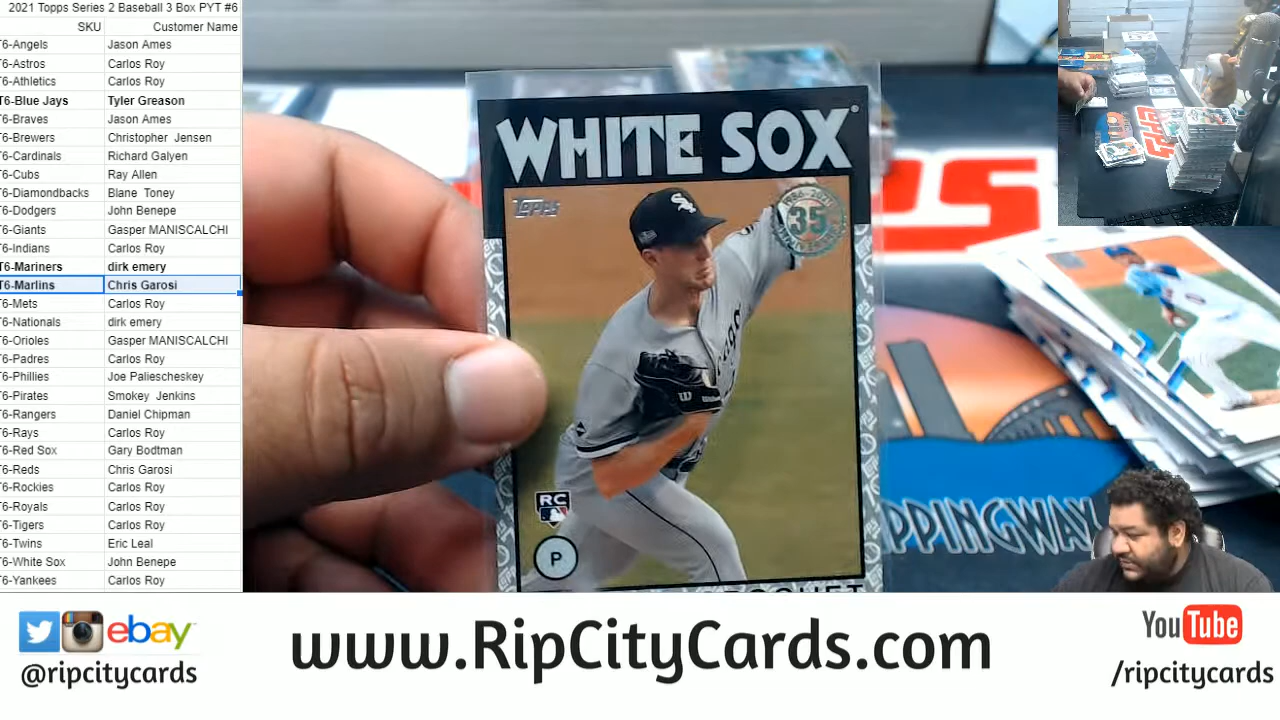 2021 Topps Series 2 Baseball 3 Box PYT #6
SKU Customer Name
T6-Angels Jason Ames
T6-Astros Carlos Roy
T6-Athletics Carlos Roy
T6-Blue Jays Tyler Greason
T6-Braves Jason Ames
T6-Brewers Christopher Jensen
T6-Cardinals Richard Galyen
T6-Cubs Ray Allen
T6-Diamondbacks Blane Toney
T6-Dodgers John Benepe
T6-Giants Gasper MANISCALCHI
T6-Indians Carlos Roy
T6-Mariners dirk emery
T6-Marlins Chris Garosi
T6-Mets Carlos Roy
T6-Nationals dirk emery
T6-Orioles Gasper MANISCALCHI
T6-Padres Carlos Roy
T6-Phillies Joe Paliescheskey
T6-Pirates Smokey Jenkins
T6-Rangers Daniel Chipman
T6-Rays Carlos Roy
T6-Red Sox Gary Bodtman
T6-Reds Chris Garosi
T6-Rockies Carlos Roy
T6-Royals Carlos Roy
T6-Tigers Carlos Roy
T6-Twins Eric Leal
T6-White Sox John Benepe
T6-Yankees Carlos Roy
WHITE SOX
TOPPS
35
RC
P
PPINGWAY
ebay
@ripcitycards
www.RipCityCards.com
YouTube
/ripcitycards